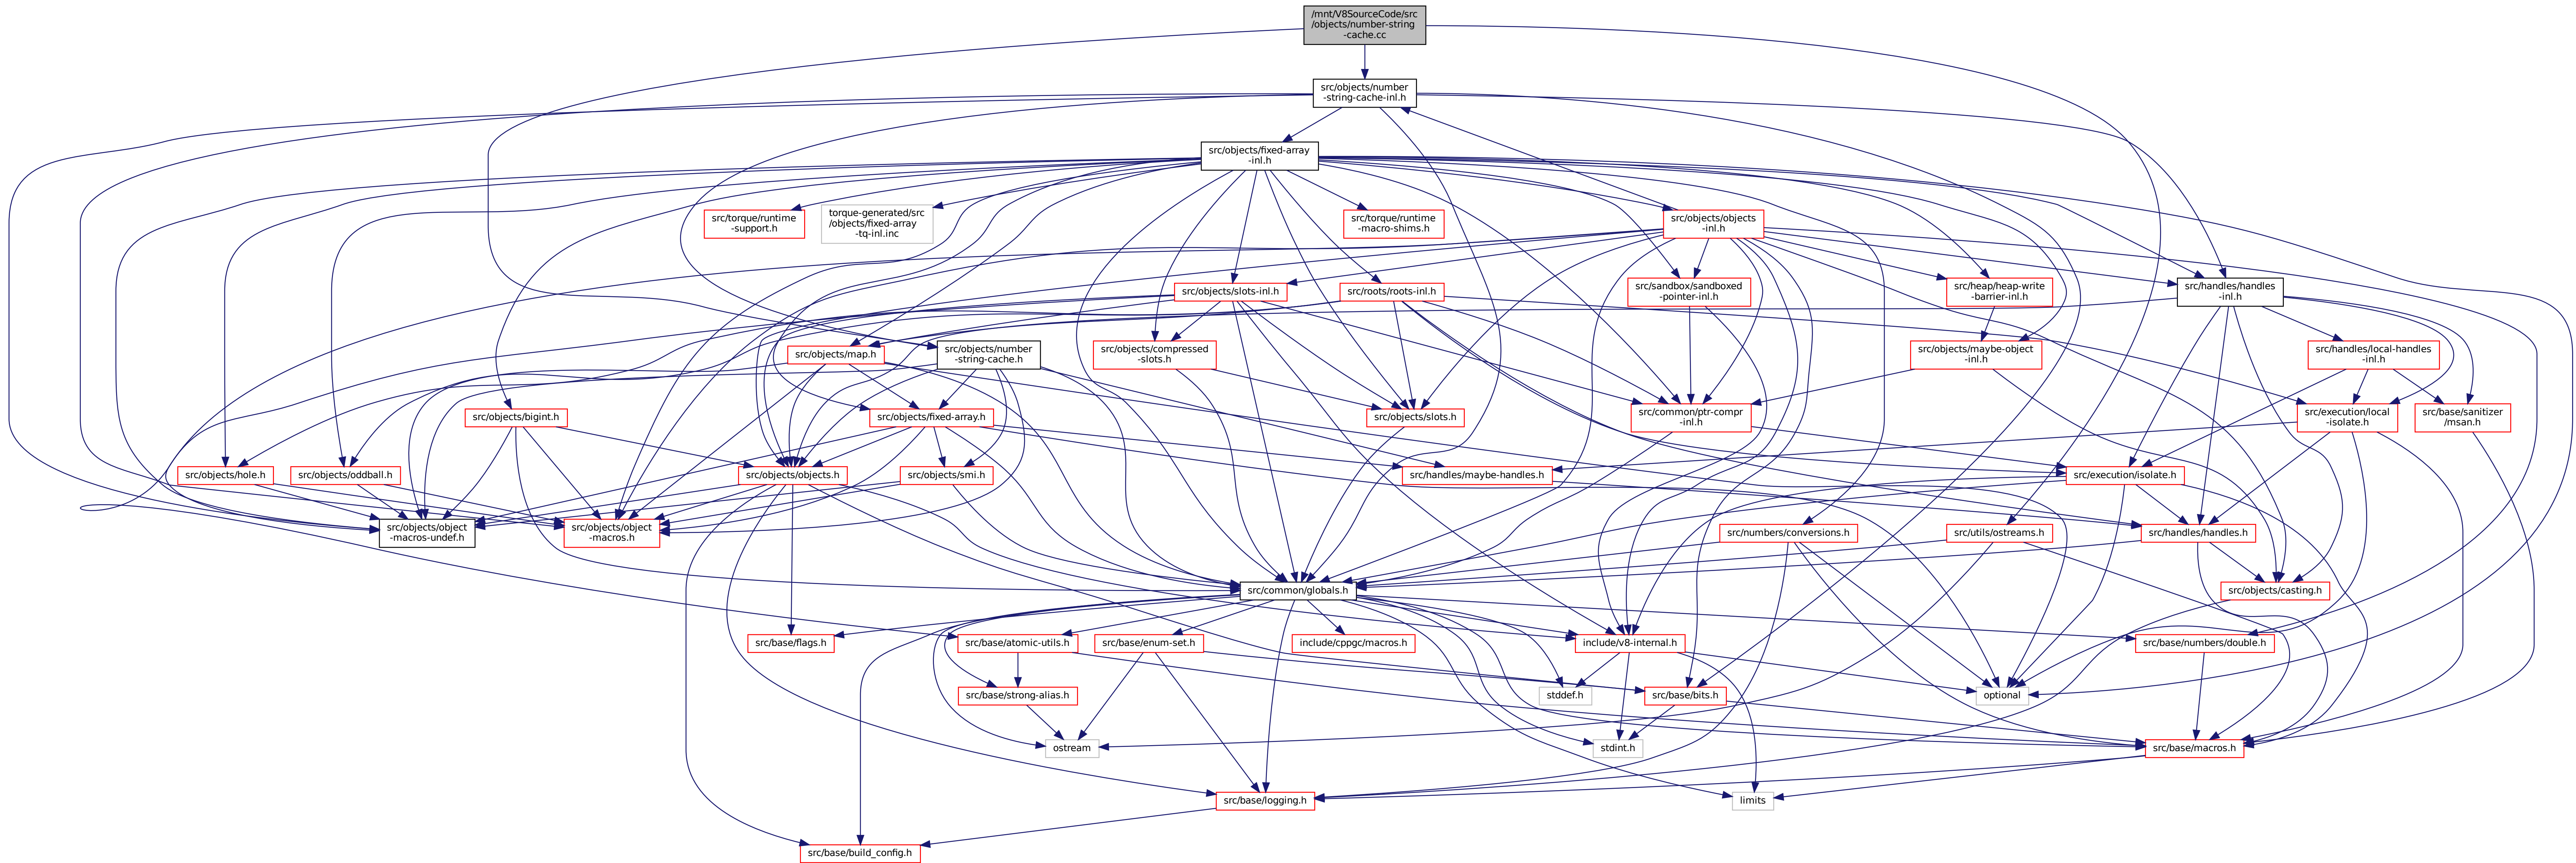 /mnt/V8SourceCode/src
/objects/number-string
-cache.cc
src/objects/number
-string-cache-inl.h
src/objects/fixed-array
-inl.h
src/torque/runtime
-support.h
torque-generated/src
/objects/fixed-array
-tq-inl.inc
src/torque/runtime
-macro-shims.h
src/objects/objects
-inl.h
src/objects/slots-inl.h
src/roots/roots-inl.h
src/sandbox/sandboxed
-pointer-inl.h
src/heap/heap-write
-barrier-inl.h
src/handles/handles
-inl.h
src/objects/map.h
src/objects/number
-string-cache.h
src/objects/compressed
-slots.h
src/objects/maybe-object
-inl.h
src/handles/local-handles
-inl.h
src/objects/bigint.h
src/objects/fixed-array.h
src/objects/slots.h
src/common/ptr-compr
-inl.h
src/execution/local
-isolate.h
src/base/sanitizer
/msan.h
src/objects/hole.h
src/objects/oddball.h
src/objects/objects.h
src/objects/smi.h
src/handles/maybe-handles.h
src/execution/isolate.h
src/objects/object
-macros-undef.h
src/objects/object
-macros.h
src/numbers/conversions.h
src/utils/ostreams.h
src/handles/handles.h
src/common/globals.h
src/objects/casting.h
src/base/flags.h
src/base/atomic-utils.h
src/base/enum-set.h
include/cppgc/macros.h
include/v8-internal.h
src/base/numbers/double.h
src/base/strong-alias.h
stddef.h
src/base/bits.h
optional
ostream
stdint.h
src/base/macros.h
src/base/logging.h
limits
src/base/build_config.h